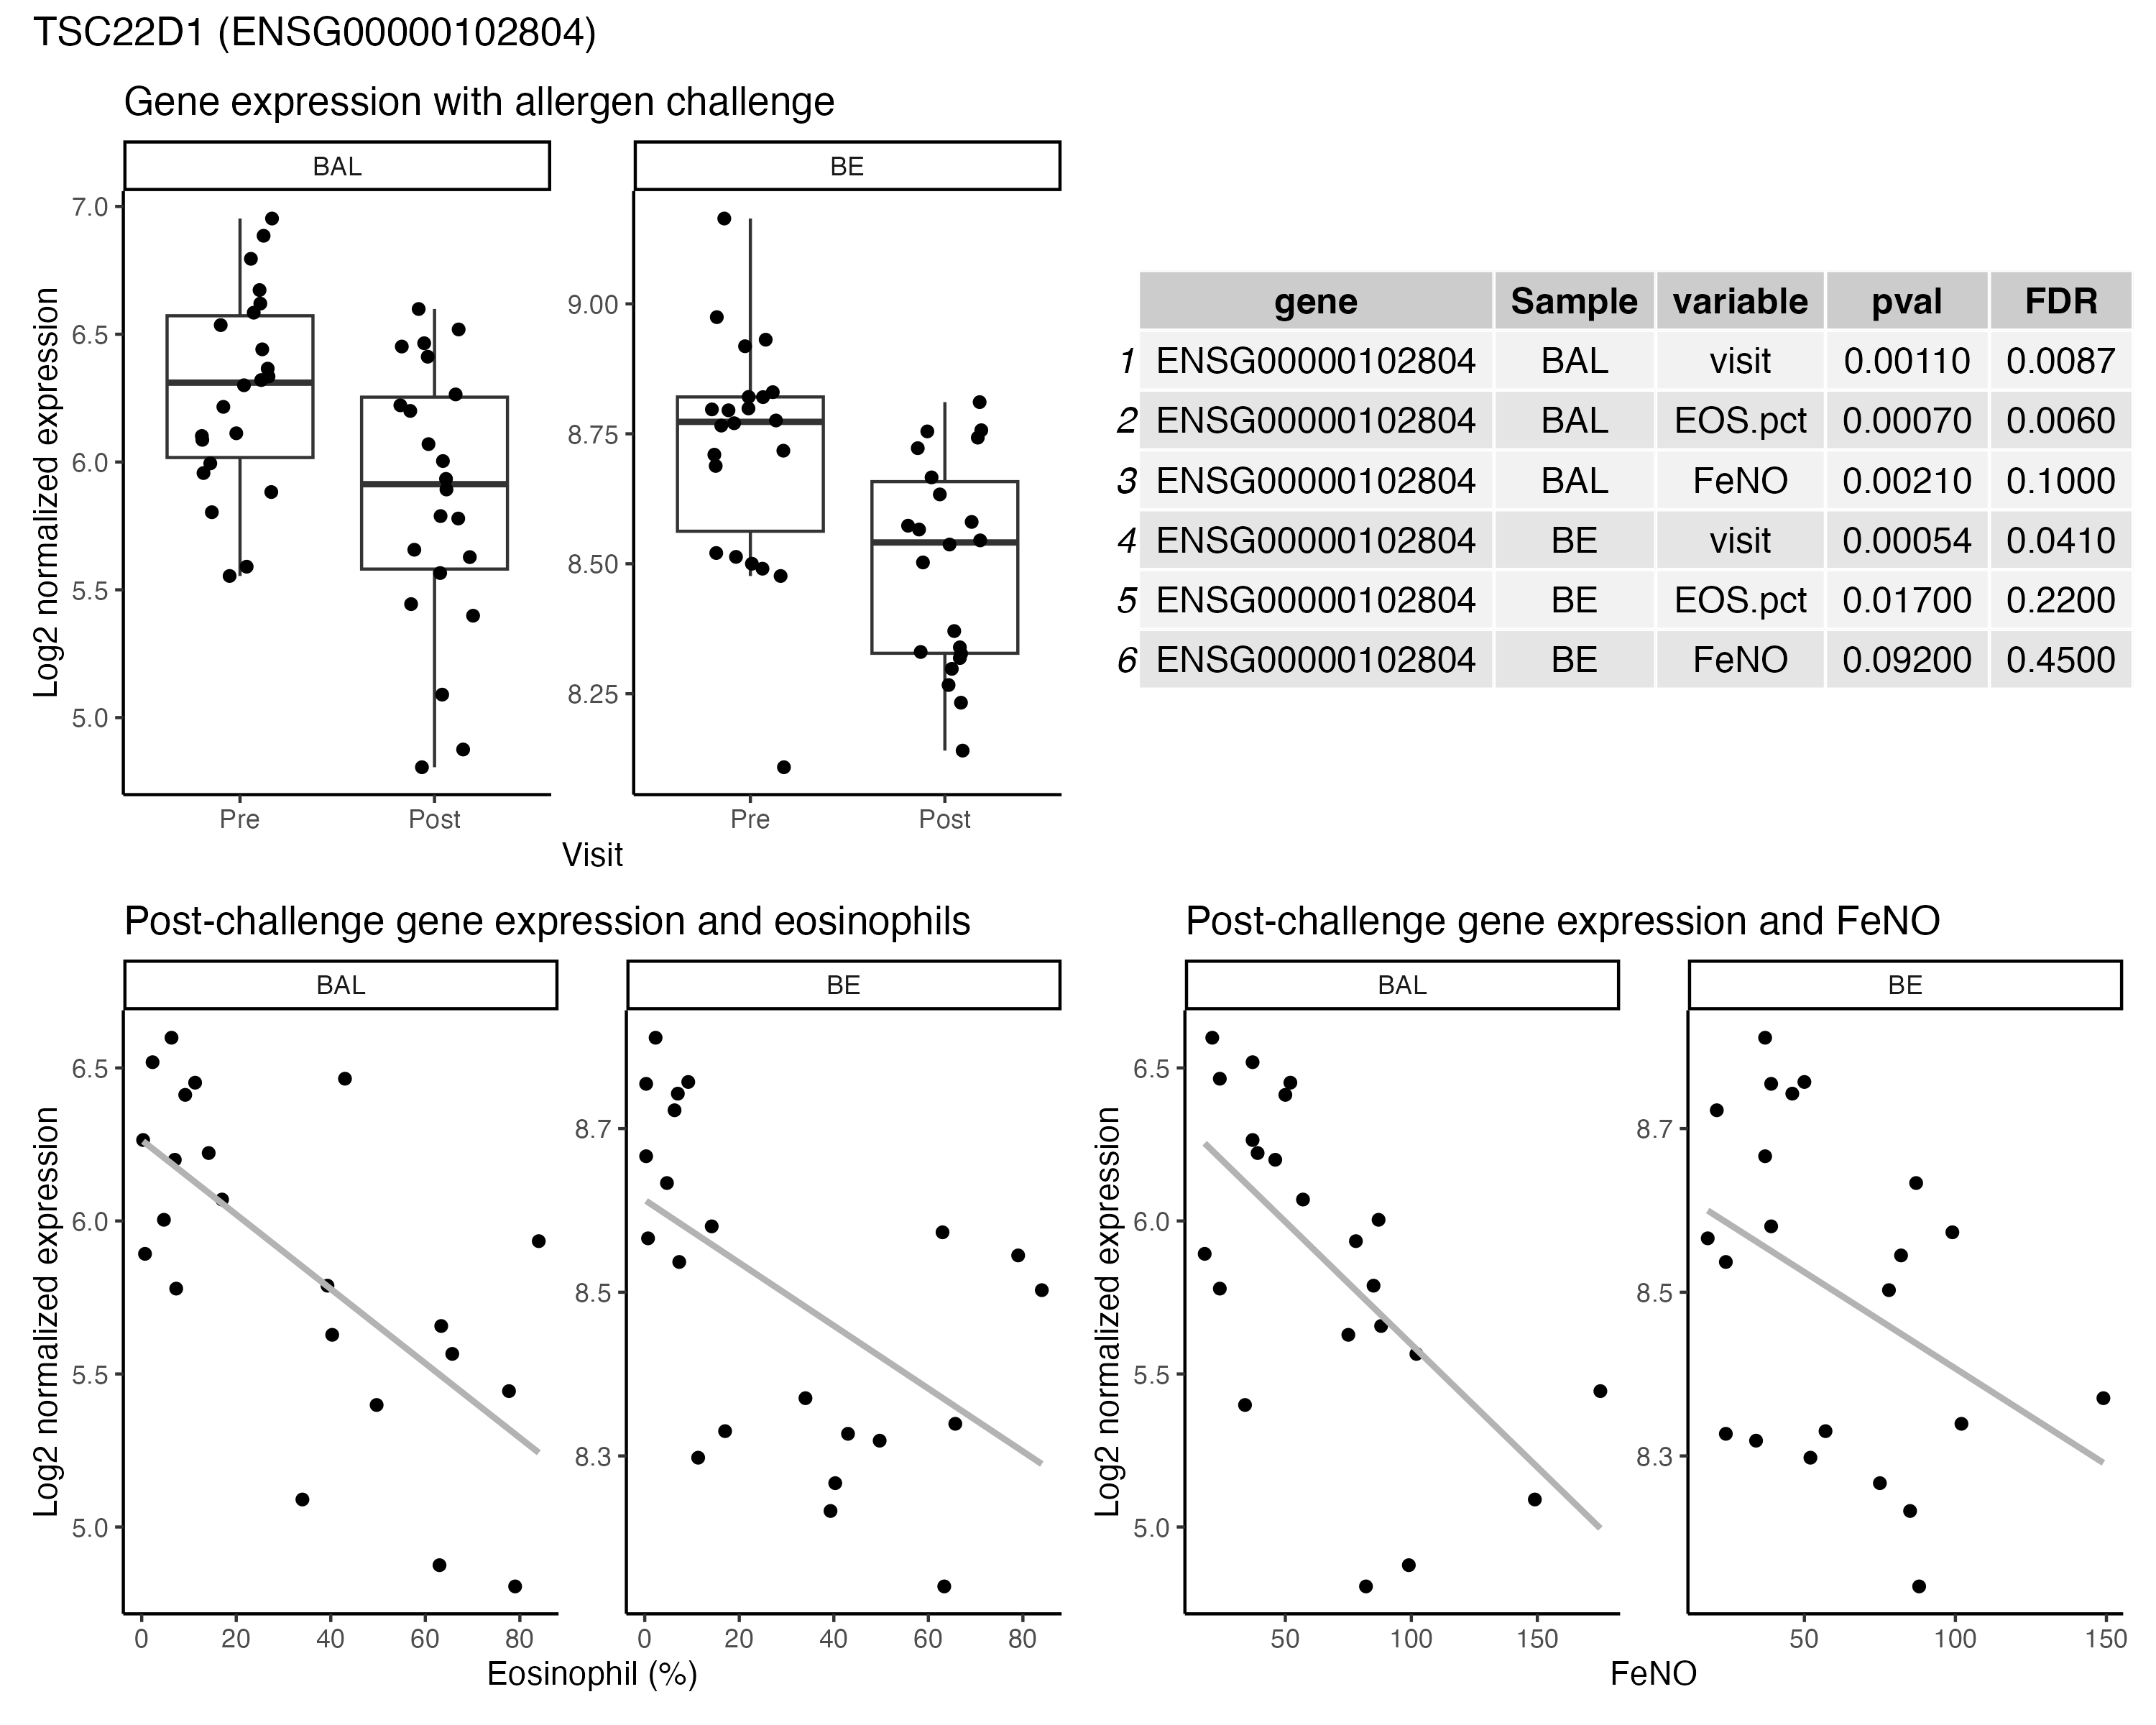 TSC22D1 (ENSG00000102804)
Gene expression with allergen challenge
BAL
BE
Log2 normalized expression
7.0
6.5
6.0
5.5
5.0
9.00
8.75
8.50
8.25
Pre
Post
Pre
Post
Visit
gene Sample variable pval FDR
1 ENSG00000102804 BAL visit 0.00110 0.0087
2 ENSG00000102804 BAL EOS.pct 0.00070 0.0060
3 ENSG00000102804 BAL FeNO 0.00210 0.1000
4 ENSG00000102804 BE visit 0.00054 0.0410
5 ENSG00000102804 BE EOS.pct 0.01700 0.2200
6 ENSG00000102804 BE FeNO 0.09200 0.4500
Post-challenge gene expression and eosinophils
BAL
BE
Log2 normalized expression
6.5
6.0
5.5
5.0
8.7
8.5
8.3
0 20 40 60 80
0 20 40 60 80
Eosinophil (%)
Post-challenge gene expression and FeNO
BAL
BE
Log2 normalized expression
6.5
6.0
5.5
5.0
8.7
8.5
8.3
50 100 150
50 100 150
FeNO